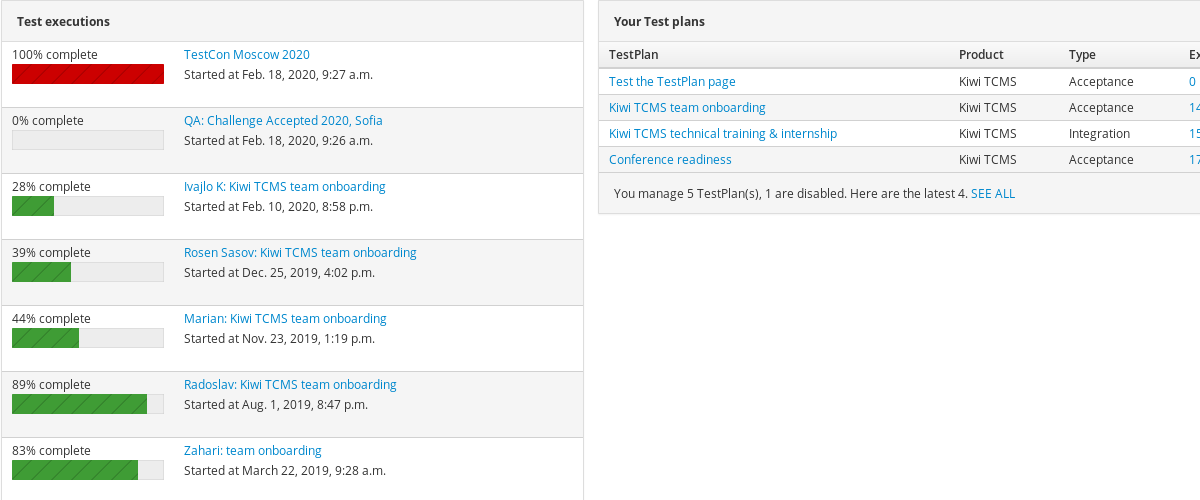 Test executions
100% complete
TestCon Moscow 2020
Started at Feb. 18, 2020, 9:27 a.m.
0% complete
QA: Challenge Accepted 2020, Sofia
Started at Feb. 18, 2020, 9:26 a.m.
28% complete
Ivajlo K: Kiwi TCMS team onboarding
Started at Feb. 10, 2020, 8:58 p.m.
39% complete
Rosen Sasov: Kiwi TCMS team onboarding
Started at Dec. 25, 2019, 4:02 p.m.
44% complete
Marian: Kiwi TCMS team onboarding
Started at Nov. 23, 2019, 1:19 p.m.
89% complete
Radoslav: Kiwi TCMS team onboarding
Started at Aug. 1, 2019, 8:47 p.m.
83% complete
Zahari: team onboarding
Started at March 22, 2019, 9:28 a.m.
Your Test plans
TestPlan Product Type
Test the TestPlan page Kiwi TCMS Acceptance 0
Kiwi TCMS team onboarding Kiwi TCMS Acceptance
Kiwi TCMS technical training & internship Kiwi TCMS Integration
Conference readiness Kiwi TCMS Acceptance
You manage 5 TestPlan(s), 1 are disabled. Here are the latest 4. SEE ALL